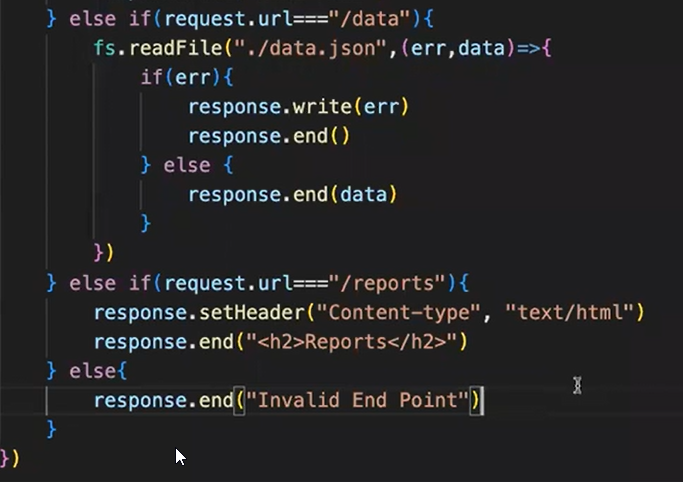 } else if(request.url==="/data"){
fs.readFile("./data.json",(err,data)=>{
if(err){
response.write(err)
response.end()
} else {
response.end(data)
}
})
} else if(request.url==="/reports"){
response.setHeader("Content-type", "text/html")
response.end("<h2>Reports</h2>")
} else{
response.end("Invalid End Point")
}
})